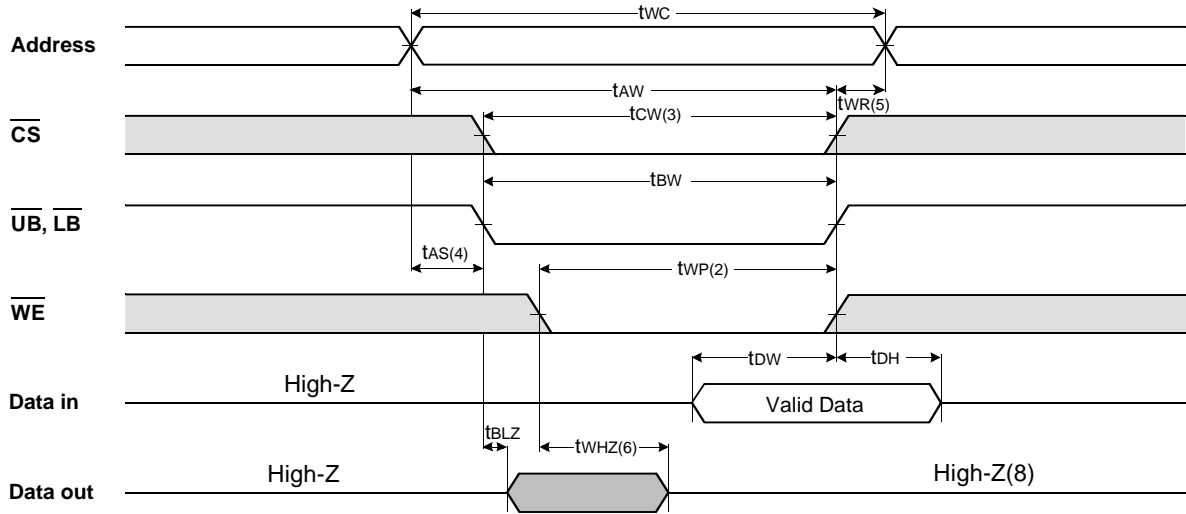 tWC
Address
tAW
tWR(5)
tCW(3)
CS
tBW
UB, LB
tAS(4)
tWP(2)
WE
tDW
tDH
High-Z
Data in
Valid Data
tBLZ
tWHZ(6)
High-Z
High-Z(8)
Data out